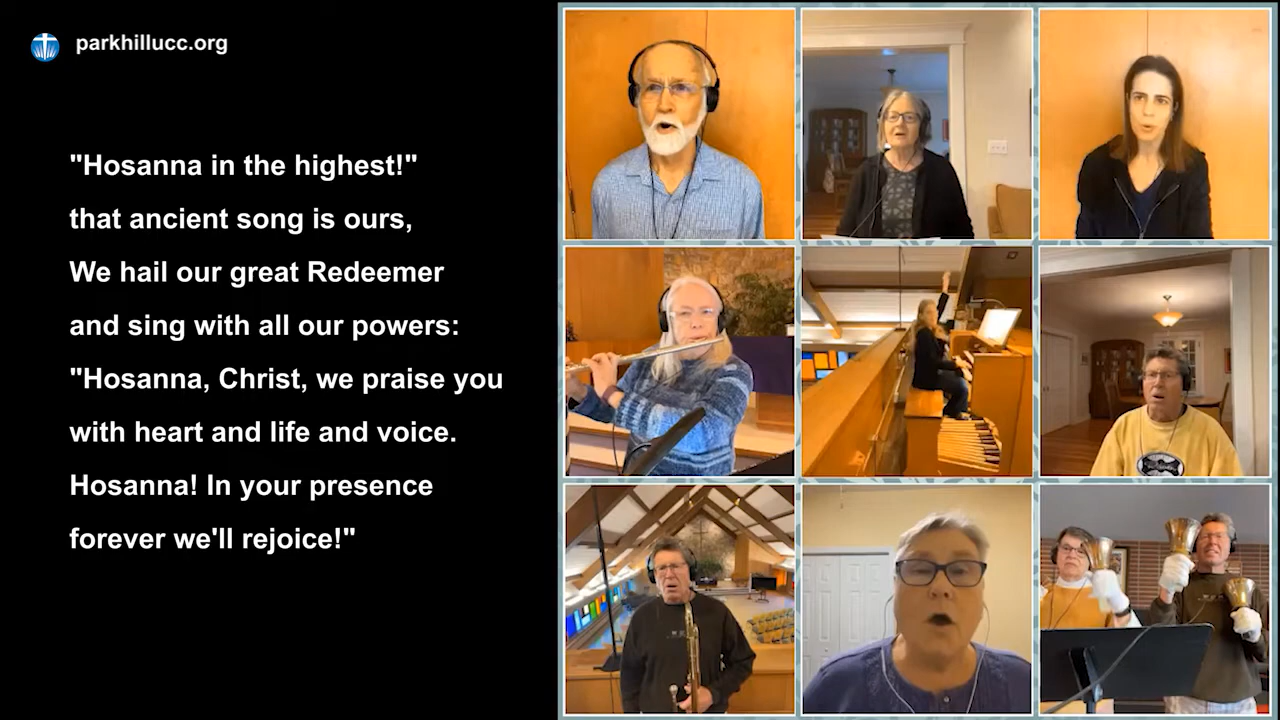 parkhillucc.org
"Hosanna in the highest!"
that ancient song is ours,
We hail our great Redeemer
and sing with all our powers:
"Hosanna, Christ, we praise you
with heart and life and voice.
Hosanna! In your presence
forever we'll rejoice!"